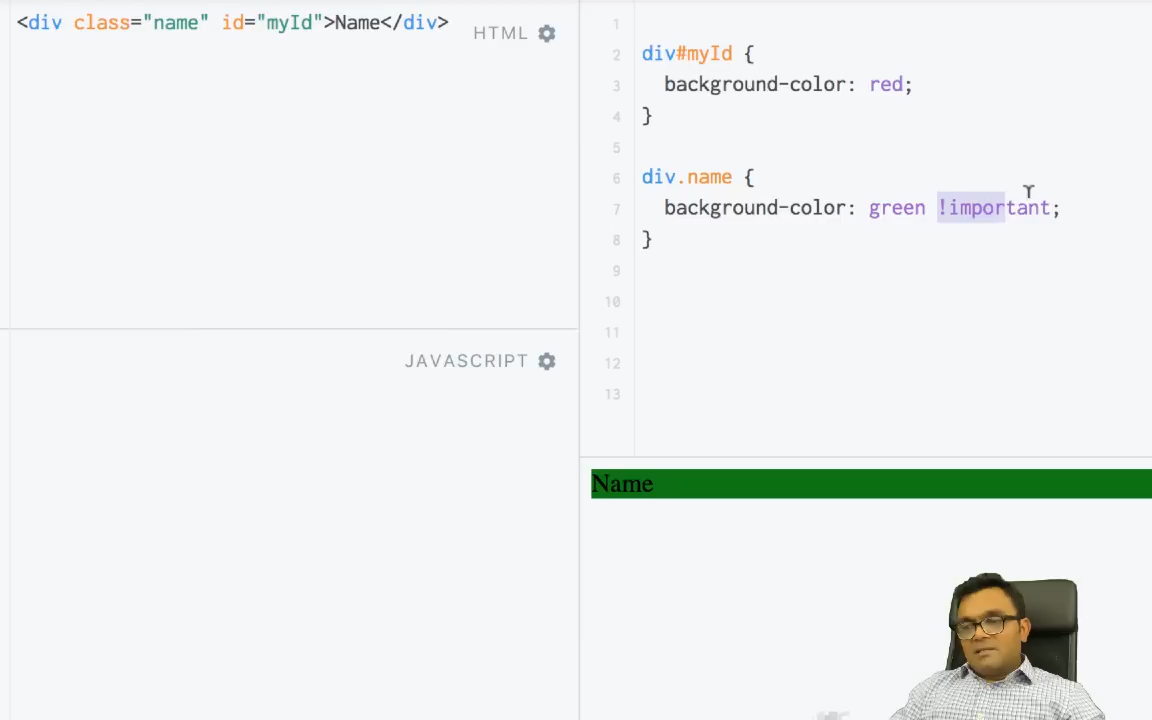 <div class="name" id="myId">Name</div>
HTML
JAVASCRIPT
1
2 div#myId {
3 background-color: red;
4 }
5
6 div.name {
7 background-color: green !important;
8 }
9
10
11
12
13
Name